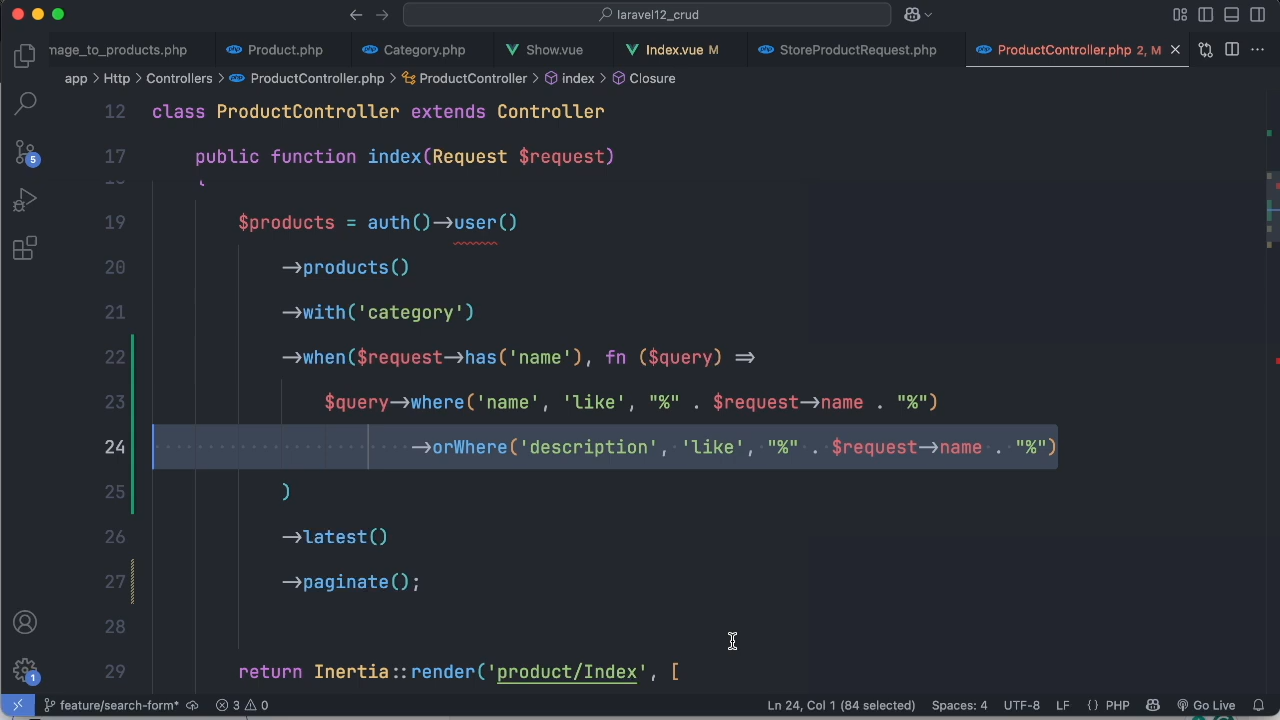 laravel12_crud
mage_to_products.php
Product.php
Category.php
Show.vue
Index.vue M
StoreProductRequest.php
ProductController.php 2, M
app > Http > Controllers > ProductController.php > ProductController > index > Closure
12 class ProductController extends Controller
17 public function index(Request $request)
19 $products = auth()->user()
20 ->products()
21 ->with('category')
22 ->when($request->has('name'), fn ($query) =>
23 $query->where('name', 'like', "%" . $request->name . "%")
24 ->orWhere('description', 'like', "%" . $request->name . "%")
25 )
26 ->latest()
27 ->paginate();
28
29 return Inertia::render('product/Index', [
5
1
feature/search-form* 3 0 Ln 24, Col 1 (84 selected) Spaces: 4 UTF-8 LF {} PHP Go Live